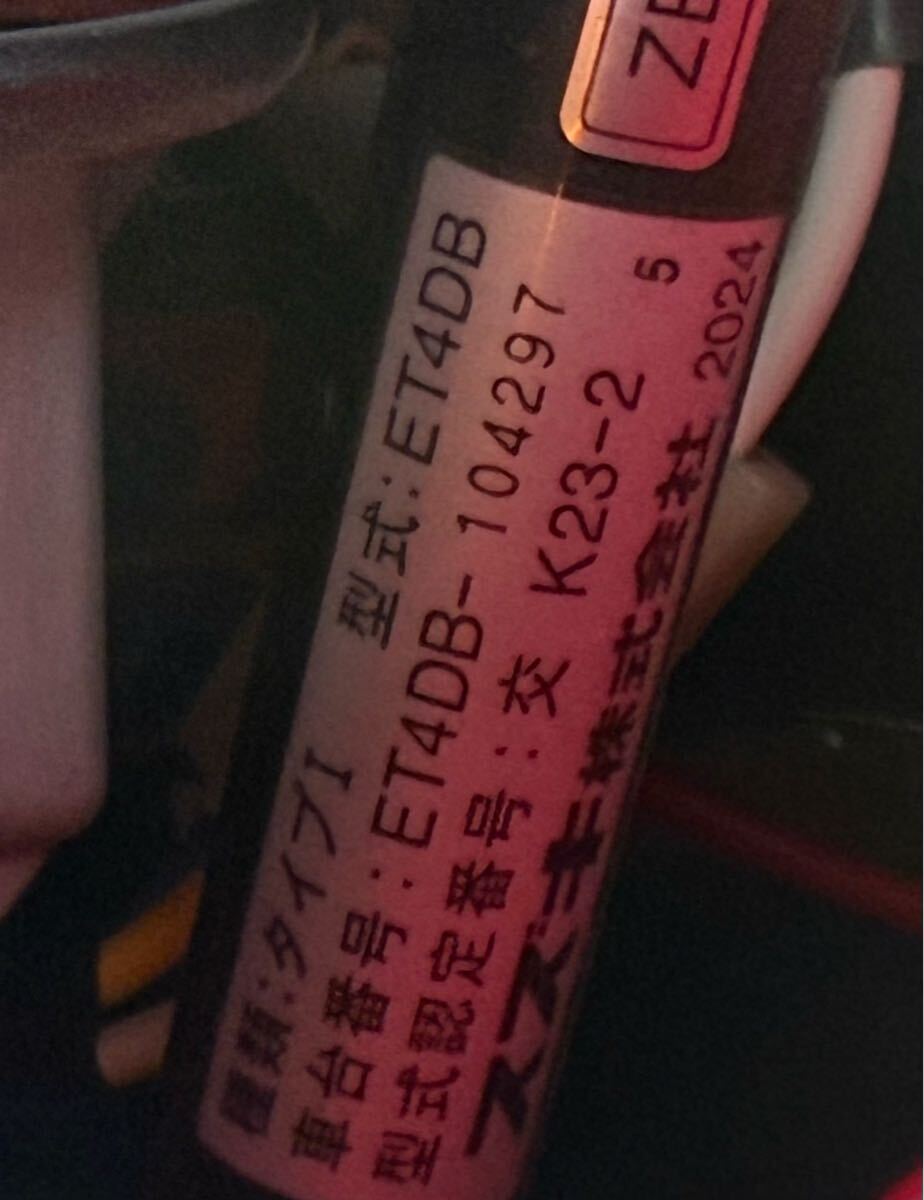 ZE
種類:タイプI 型式:ET4DB
車台番号:ET4DB-104297
型式認定番号:交 K23-2 5
スズキ株式会社 2024